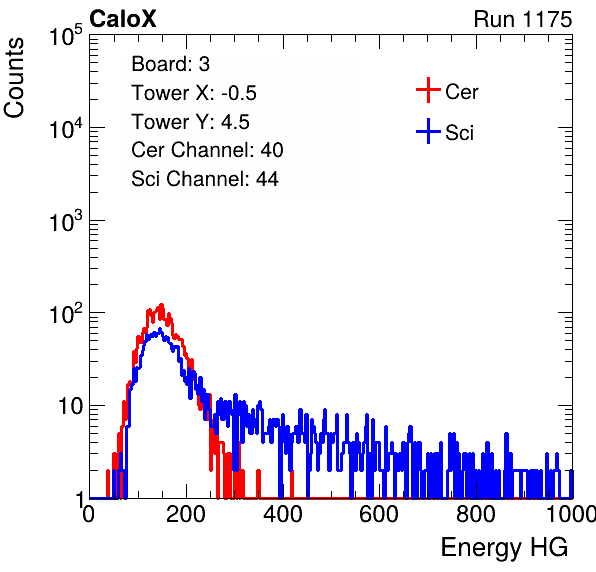 CaloX Run 1175
Counts
Board: 3
Tower X: -0.5
Tower Y: 4.5
Cer Channel: 40
Sci Channel: 44
Cer
Sci
10^5
10^4
10^3
10^2
10
1
0 200 400 600 800 1000
Energy HG